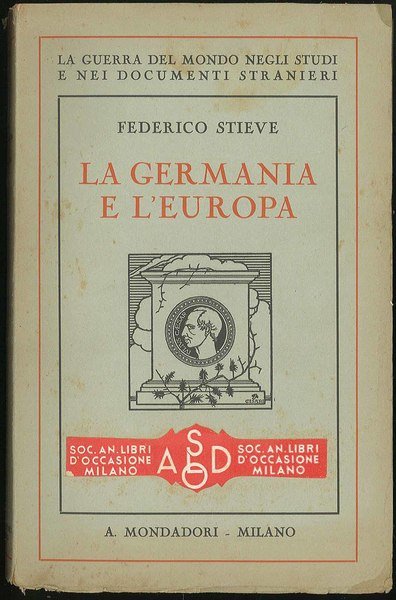 LA GUERRA DEL MONDO NEGLI STUDI
E NEI DOCUMENTI STRANIERI
FEDERICO STIEVE
LA GERMANIA
E L'EUROPA
SOC. AN. LIBRI
D'OCCASIONE
MILANO
ASLOD
SOC. AN. LIBRI
D'OCCASIONE
MILANO
A. MONDADORI - MILANO